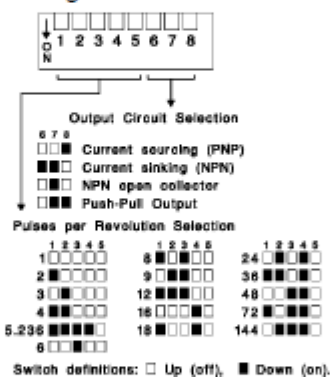 ON 1 2 3 4 5 6 7 8
Output Circuit Selection
6 7 8
Current sourcing (PNP)
Current sinking (NPN)
NPN open collector
Push-Pull Output
Pulses per Revolution Selection
1 2 3 4 5
1
2
3
4
5.236
6
1 2 3 4 5
8
9
12
16
18
1 2 3 4 5
24
36
48
72
144
Switch definitions: □ Up (off), ■ Down (on).